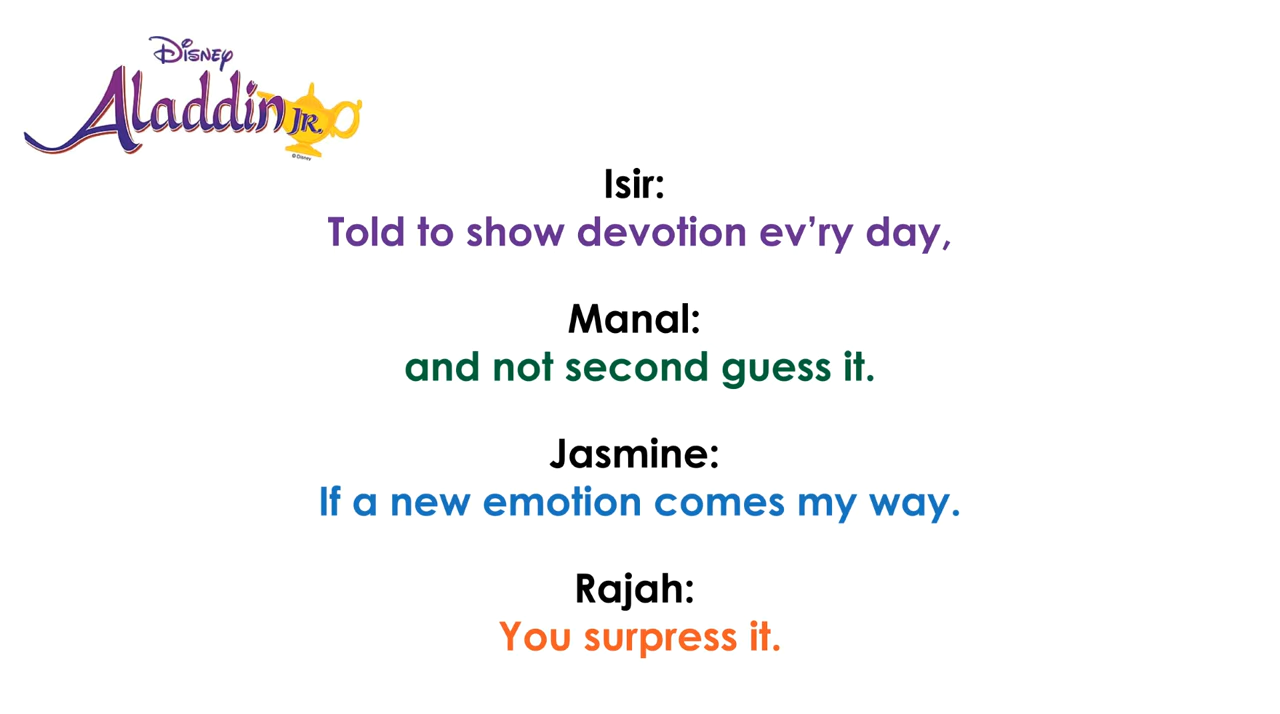 Disney
Aladdin JR.
© Disney
Isir:
Told to show devotion ev’ry day,
Manal:
and not second guess it.
Jasmine:
If a new emotion comes my way.
Rajah:
You surpress it.